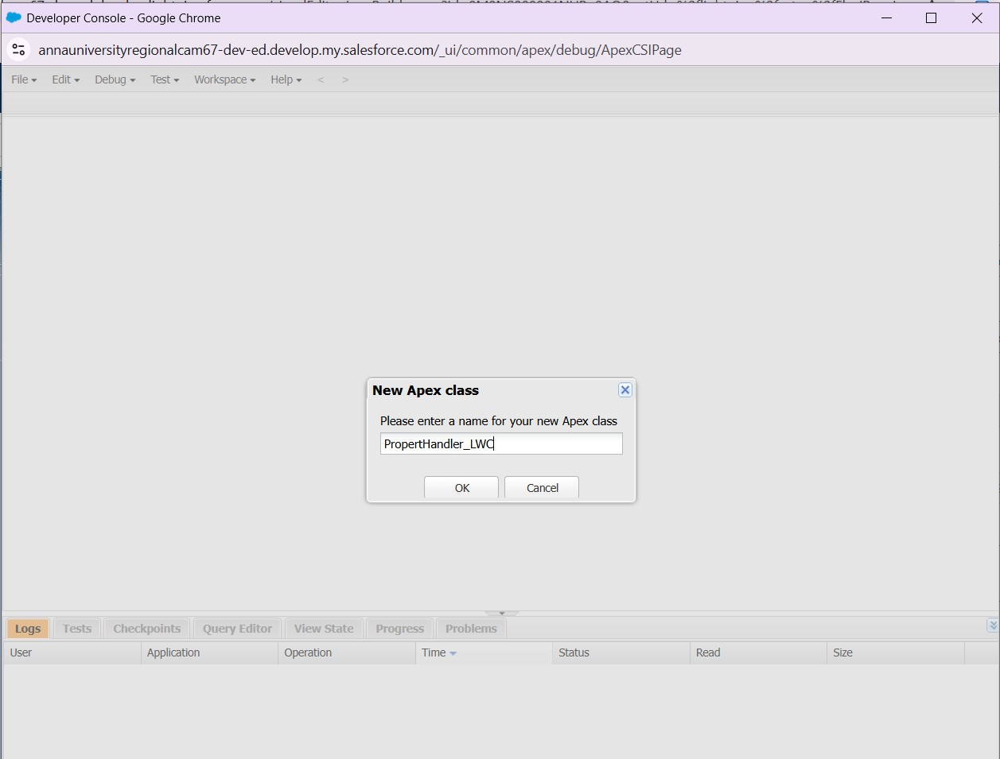 Developer Console - Google Chrome
annauniversityregionalcam67-dev-ed.develop.my.salesforce.com/_ui/common/apex/debug/ApexCSIPage
File Edit Debug Test Workspace Help < >
New Apex class
Please enter a name for your new Apex class
PropertHandler_LWC
OK Cancel
Logs Tests Checkpoints Query Editor View State Progress Problems
User Application Operation Time Status Read Size